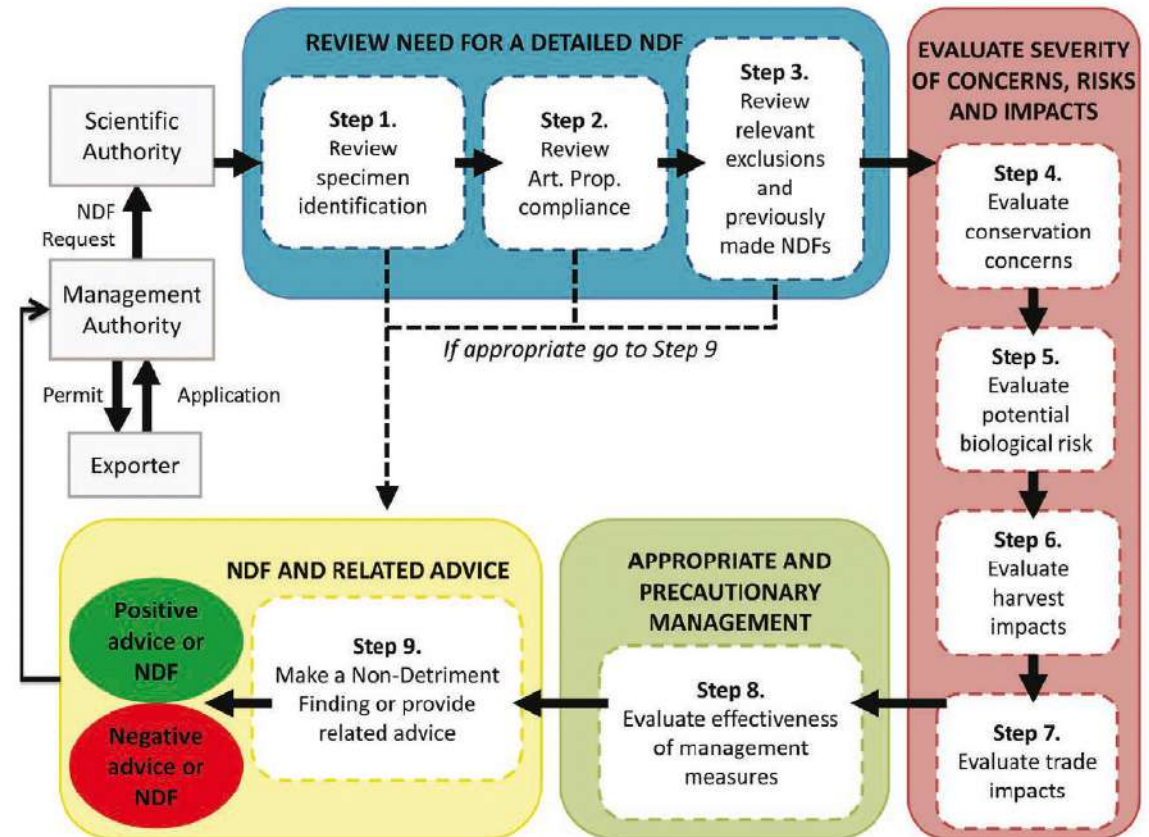 REVIEW NEED FOR A DETAILED NDF
Step 1.
Review
specimen
identification
Step 2.
Review
Art. Prop.
compliance
Step 3.
Review
relevant
exclusions
and
previously
made NDFs
If appropriate go to Step 9
Scientific
Authority
NDF
Request
Management
Authority
Permit
Application
Exporter
EVALUATE SEVERITY
OF CONCERNS, RISKS
AND IMPACTS
Step 4.
Evaluate
conservation
concerns
Step 5.
Evaluate
potential
biological risk
Step 6.
Evaluate
harvest
impacts
Step 7.
Evaluate trade
impacts
APPROPRIATE AND
PRECAUTIONARY
MANAGEMENT
Step 8.
Evaluate effectiveness
of management
measures
NDF AND RELATED ADVICE
Step 9.
Make a Non-Detriment
Finding or provide
related advice
Positive
advice or
NDF
Negative
advice or
NDF